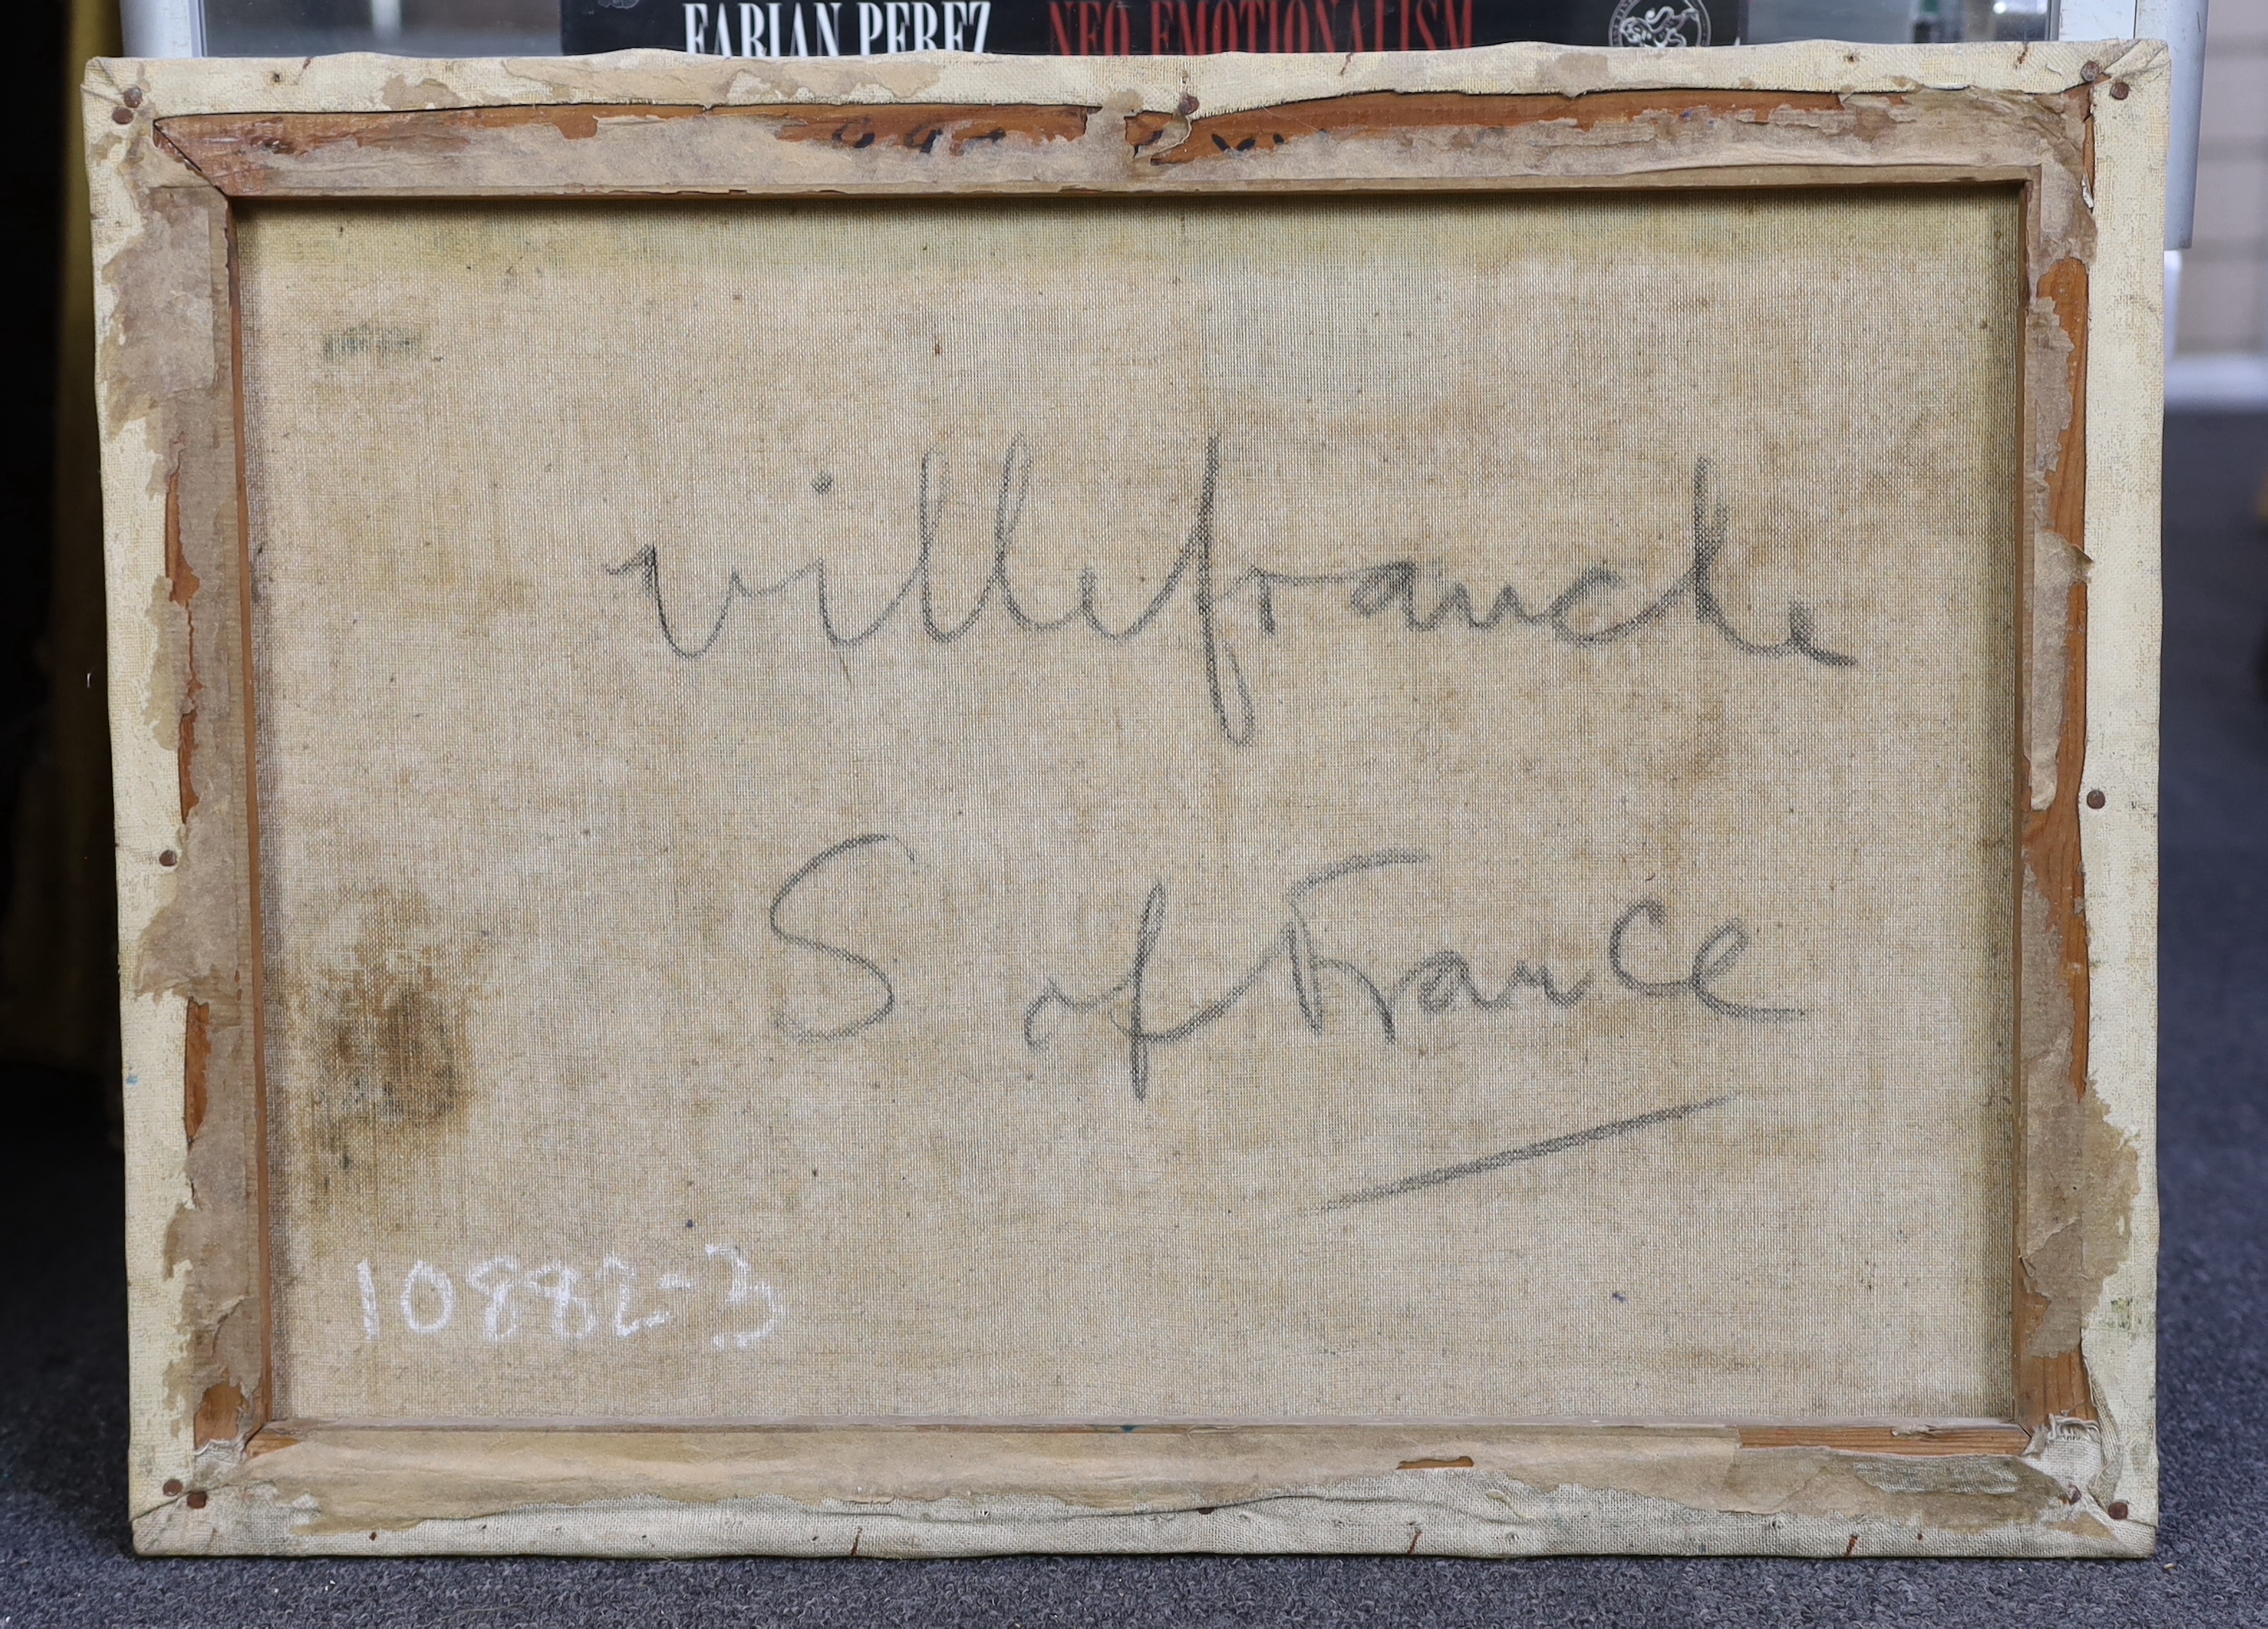 FABIAN PEREZ NEO EMOTIONALISM
villefranche
S of France
10882-3